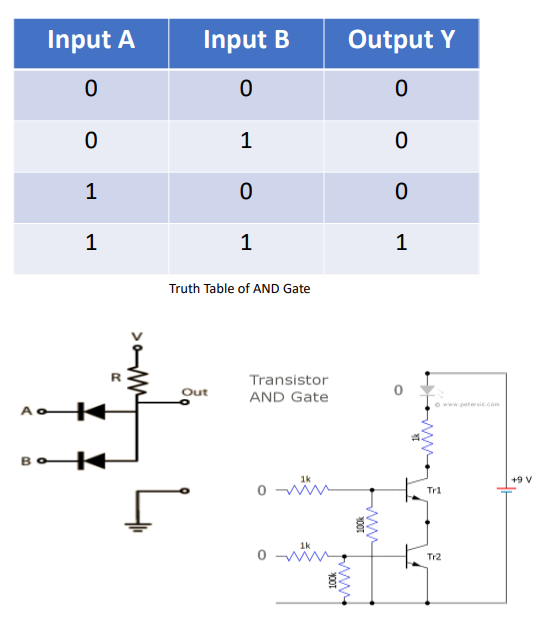 Input A Input B Output Y
0 0 0
0 1 0
1 0 0
1 1 1
Truth Table of AND Gate
V
R
Out
A
B
Transistor
AND Gate
0
© www.petervis.com
1k
+9 V
0
1k
Tr1
100k
0
1k
Tr2
100k